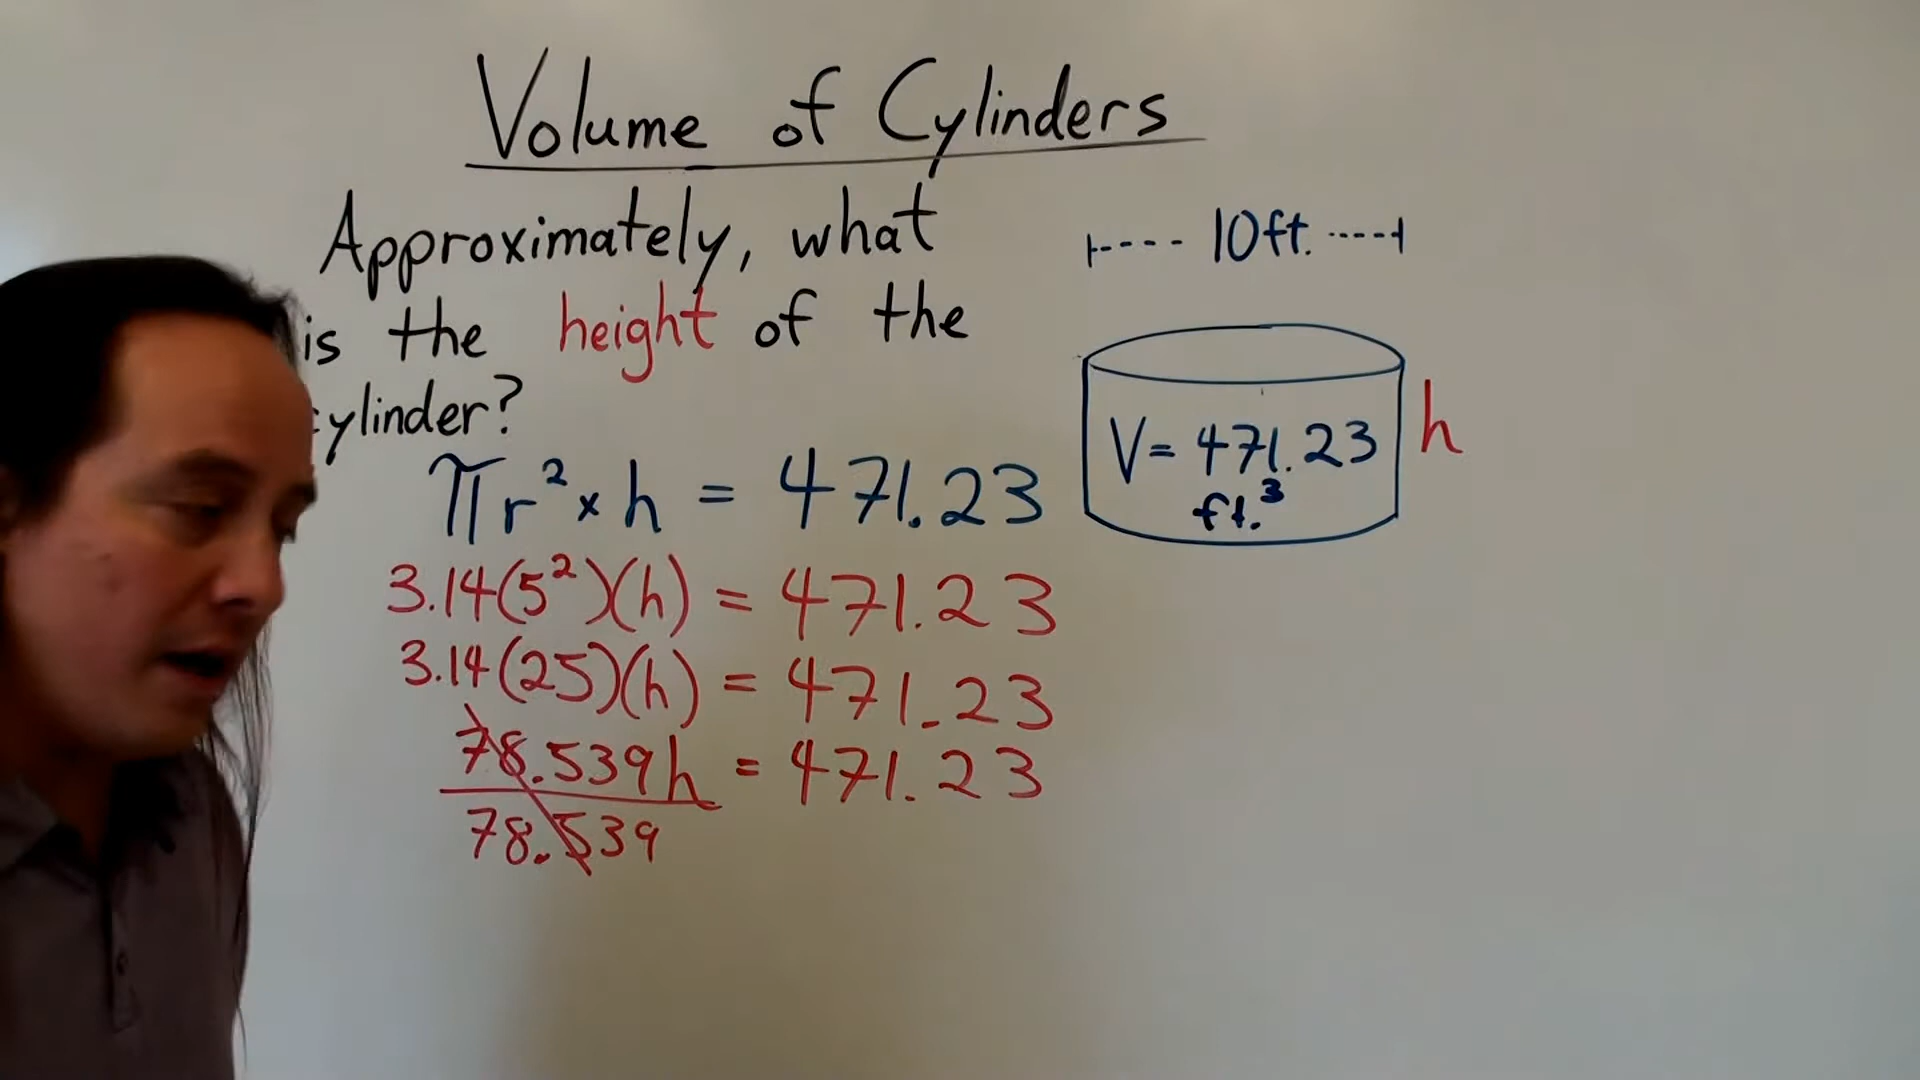 Volume of Cylinders
Approximately, what
is the height of the
cylinder?
10ft.
V= 471.23
ft.³
h
πr² × h = 471.23
3.14(5²)(h) = 471.23
3.14(25)(h) = 471.23
78.539h = 471.23
78.539